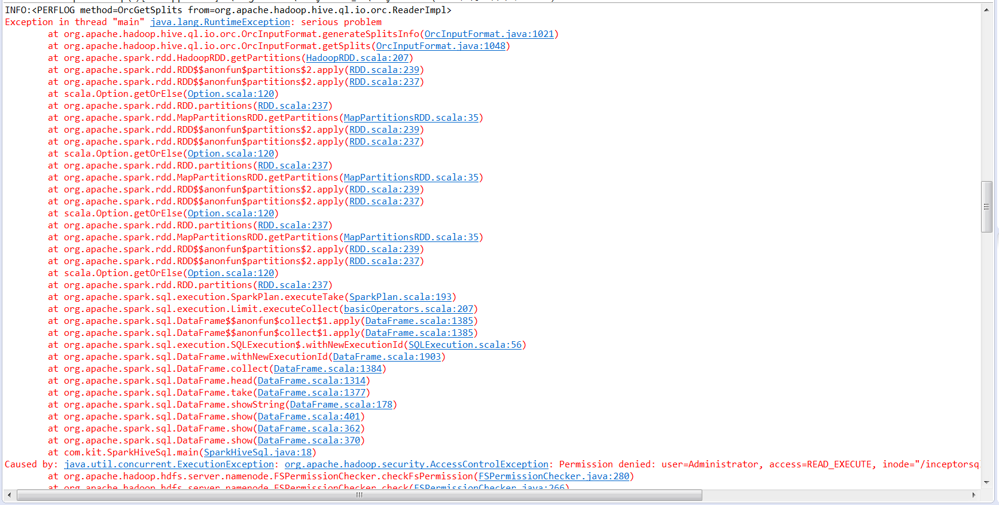 INFO:<PERFLOG method=OrcGetSplits from=org.apache.hadoop.hive.ql.io.orc.ReaderImpl>
Exception in thread "main" java.lang.RuntimeException: serious problem
at org.apache.hadoop.hive.ql.io.orc.OrcInputFormat.generateSplitsInfo(OrcInputFormat.java:1021)
at org.apache.hadoop.hive.ql.io.orc.OrcInputFormat.getSplits(OrcInputFormat.java:1048)
at org.apache.spark.rdd.HadoopRDD.getPartitions(HadoopRDD.scala:207)
at org.apache.spark.rdd.RDD$$anonfun$partitions$2.apply(RDD.scala:239)
at org.apache.spark.rdd.RDD$$anonfun$partitions$2.apply(RDD.scala:237)
at scala.Option.getOrElse(Option.scala:120)
at org.apache.spark.rdd.RDD.partitions(RDD.scala:237)
at org.apache.spark.rdd.MapPartitionsRDD.getPartitions(MapPartitionsRDD.scala:35)
at org.apache.spark.rdd.RDD$$anonfun$partitions$2.apply(RDD.scala:239)
at org.apache.spark.rdd.RDD$$anonfun$partitions$2.apply(RDD.scala:237)
at scala.Option.getOrElse(Option.scala:120)
at org.apache.spark.rdd.RDD.partitions(RDD.scala:237)
at org.apache.spark.rdd.MapPartitionsRDD.getPartitions(MapPartitionsRDD.scala:35)
at org.apache.spark.rdd.RDD$$anonfun$partitions$2.apply(RDD.scala:239)
at org.apache.spark.rdd.RDD$$anonfun$partitions$2.apply(RDD.scala:237)
at scala.Option.getOrElse(Option.scala:120)
at org.apache.spark.rdd.RDD.partitions(RDD.scala:237)
at org.apache.spark.rdd.MapPartitionsRDD.getPartitions(MapPartitionsRDD.scala:35)
at org.apache.spark.rdd.RDD$$anonfun$partitions$2.apply(RDD.scala:239)
at org.apache.spark.rdd.RDD$$anonfun$partitions$2.apply(RDD.scala:237)
at scala.Option.getOrElse(Option.scala:120)
at org.apache.spark.rdd.RDD.partitions(RDD.scala:237)
at org.apache.spark.sql.execution.SparkPlan.executeTake(SparkPlan.scala:193)
at org.apache.spark.sql.execution.Limit.executeCollect(basicOperators.scala:207)
at org.apache.spark.sql.DataFrame$$anonfun$collect$1.apply(DataFrame.scala:1385)
at org.apache.spark.sql.DataFrame$$anonfun$collect$1.apply(DataFrame.scala:1385)
at org.apache.spark.sql.execution.SQLExecution$.withNewExecutionId(SQLExecution.scala:56)
at org.apache.spark.sql.DataFrame.withNewExecutionId(DataFrame.scala:1903)
at org.apache.spark.sql.DataFrame.collect(DataFrame.scala:1384)
at org.apache.spark.sql.DataFrame.head(DataFrame.scala:1314)
at org.apache.spark.sql.DataFrame.take(DataFrame.scala:1377)
at org.apache.spark.sql.DataFrame.showString(DataFrame.scala:178)
at org.apache.spark.sql.DataFrame.show(DataFrame.scala:401)
at org.apache.spark.sql.DataFrame.show(DataFrame.scala:362)
at org.apache.spark.sql.DataFrame.show(DataFrame.scala:370)
at com.kit.SparkHiveSql.main(SparkHiveSql.java:18)
Caused by: java.util.concurrent.ExecutionException: org.apache.hadoop.security.AccessControlException: Permission denied: user=Administrator, access=READ_EXECUTE, inode="/inceptorsq
at org.apache.hadoop.hdfs.server.namenode.FSPermissionChecker.checkFsPermission(FSPermissionChecker.java:280)
at org.apache.hadoop.hdfs.server.namenode.FSPermissionChecker.check(FSPermissionChecker.java:266)